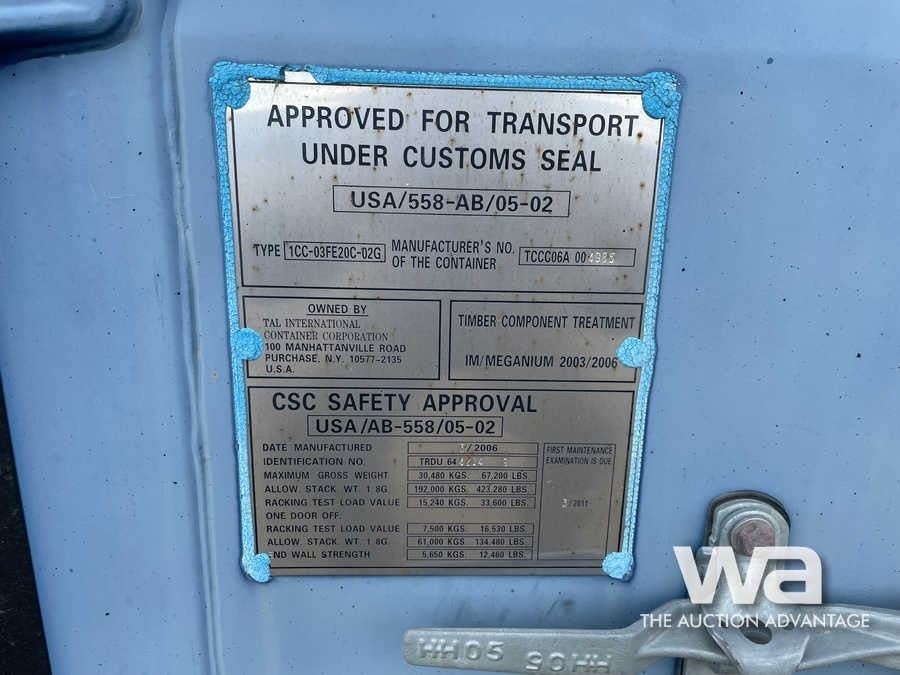 APPROVED FOR TRANSPORT
UNDER CUSTOMS SEAL
USA/558-AB/05-02
TYPE 1CC-03FE20C-02G MANUFACTURER'S NO. OF THE CONTAINER TCCC06A 00
OWNED BY
TAL INTERNATIONAL
CONTAINER CORPORATION
100 MANHATTANVILLE ROAD
PURCHASE, N.Y. 10577-2135
U.S.A.
TIMBER COMPONENT TREATMENT
IM/MEGANIUM 2003/2006
CSC SAFETY APPROVAL
USA/AB-558/05-02
DATE MANUFACTURED /2006
IDENTIFICATION NO. TRDU 64
MAXIMUM GROSS WEIGHT 30,480 KGS. 67,200 LBS.
ALLOW. STACK WT. 1.8G 192,000 KGS. 423,280 LBS.
RACKING TEST LOAD VALUE 15,240 KGS. 33,600 LBS.
ONE DOOR OFF.
RACKING TEST LOAD VALUE 7,500 KGS. 16,530 LBS.
ALLOW. STACK WT. 1.8G. 61,000 KGS. 134,480 LBS.
END WALL STRENGTH 5,650 KGS. 12,460 LBS.
FIRST MAINTENANCE
EXAMINATION IS DUE
3/2011
wa
THE AUCTION ADVANTAGE
HH05 HH05